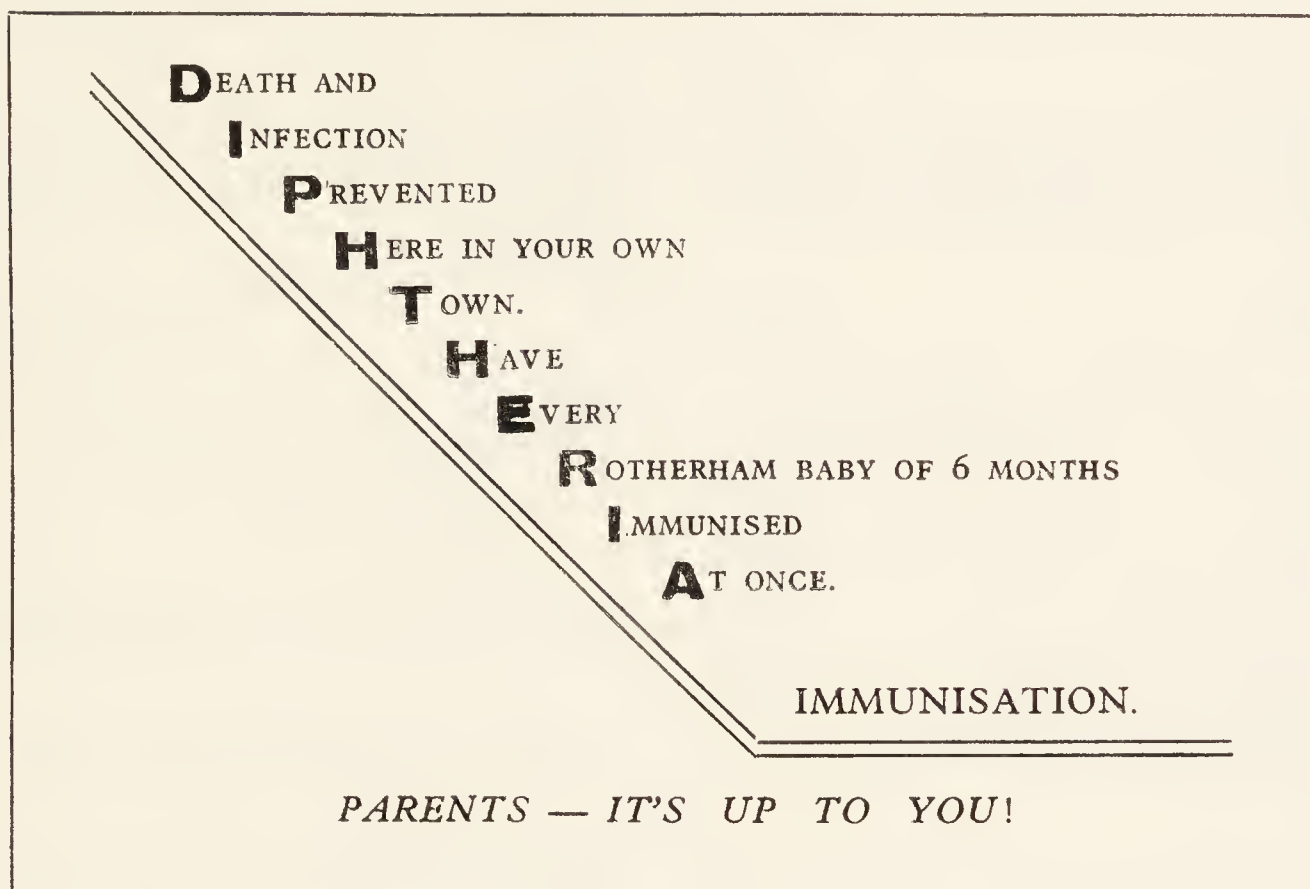 DEATH AND
INFECTION
PREVENTED
HERE IN YOUR OWN
TOWN.
HAVE
EVERY
ROTHERHAM BABY OF 6 MONTHS
IMMUNISED
AT ONCE.
IMMUNISATION.
PARENTS — IT'S UP TO YOU!